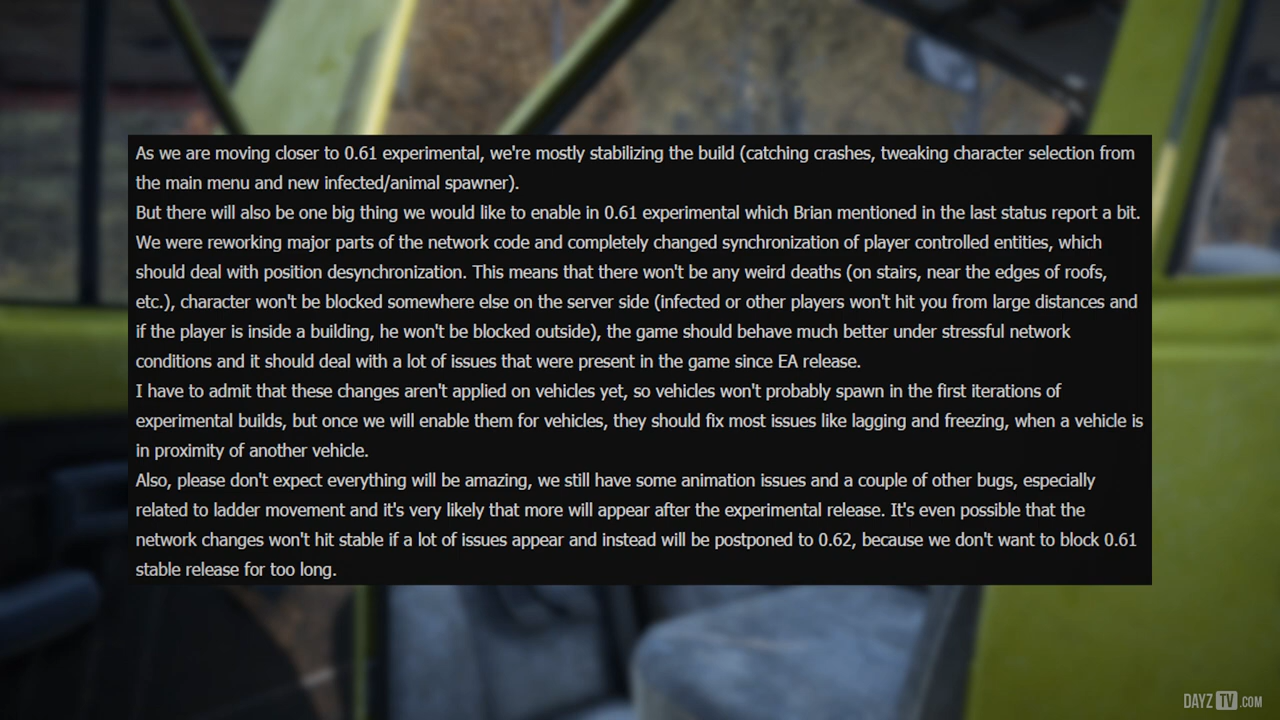 As we are moving closer to 0.61 experimental, we're mostly stabilizing the build (catching crashes, tweaking character selection from
the main menu and new infected/animal spawner).
But there will also be one big thing we would like to enable in 0.61 experimental which Brian mentioned in the last status report a bit.
We were reworking major parts of the network code and completely changed synchronization of player controlled entities, which
should deal with position desynchronization. This means that there won't be any weird deaths (on stairs, near the edges of roofs,
etc.), character won't be blocked somewhere else on the server side (infected or other players won't hit you from large distances and
if the player is inside a building, he won't be blocked outside), the game should behave much better under stressful network
conditions and it should deal with a lot of issues that were present in the game since EA release.
I have to admit that these changes aren't applied on vehicles yet, so vehicles won't probably spawn in the first iterations of
experimental builds, but once we will enable them for vehicles, they should fix most issues like lagging and freezing, when a vehicle is
in proximity of another vehicle.
Also, please don't expect everything will be amazing, we still have some animation issues and a couple of other bugs, especially
related to ladder movement and it's very likely that more will appear after the experimental release. It's even possible that the
network changes won't hit stable if a lot of issues appear and instead will be postponed to 0.62, because we don't want to block 0.61
stable release for too long.
DAYZ TV .COM